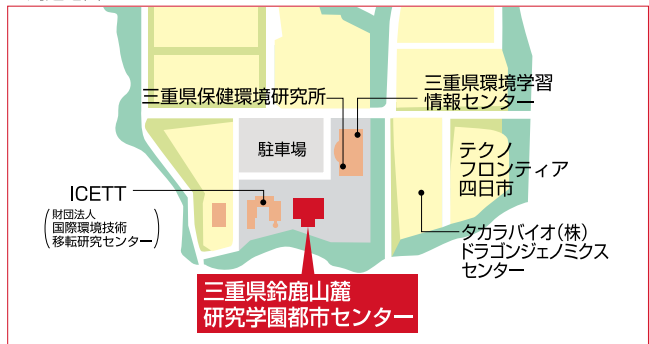 三重県環境学習
情報センター
三重県保健環境研究所
駐車場
テクノ
フロンティア
四日市
ICETT
(財団法人
国際環境技術
移転研究センター)
タカラバイオ(株)
ドラゴンジェノミクス
センター
三重県鈴鹿山麓
研究学園都市センター